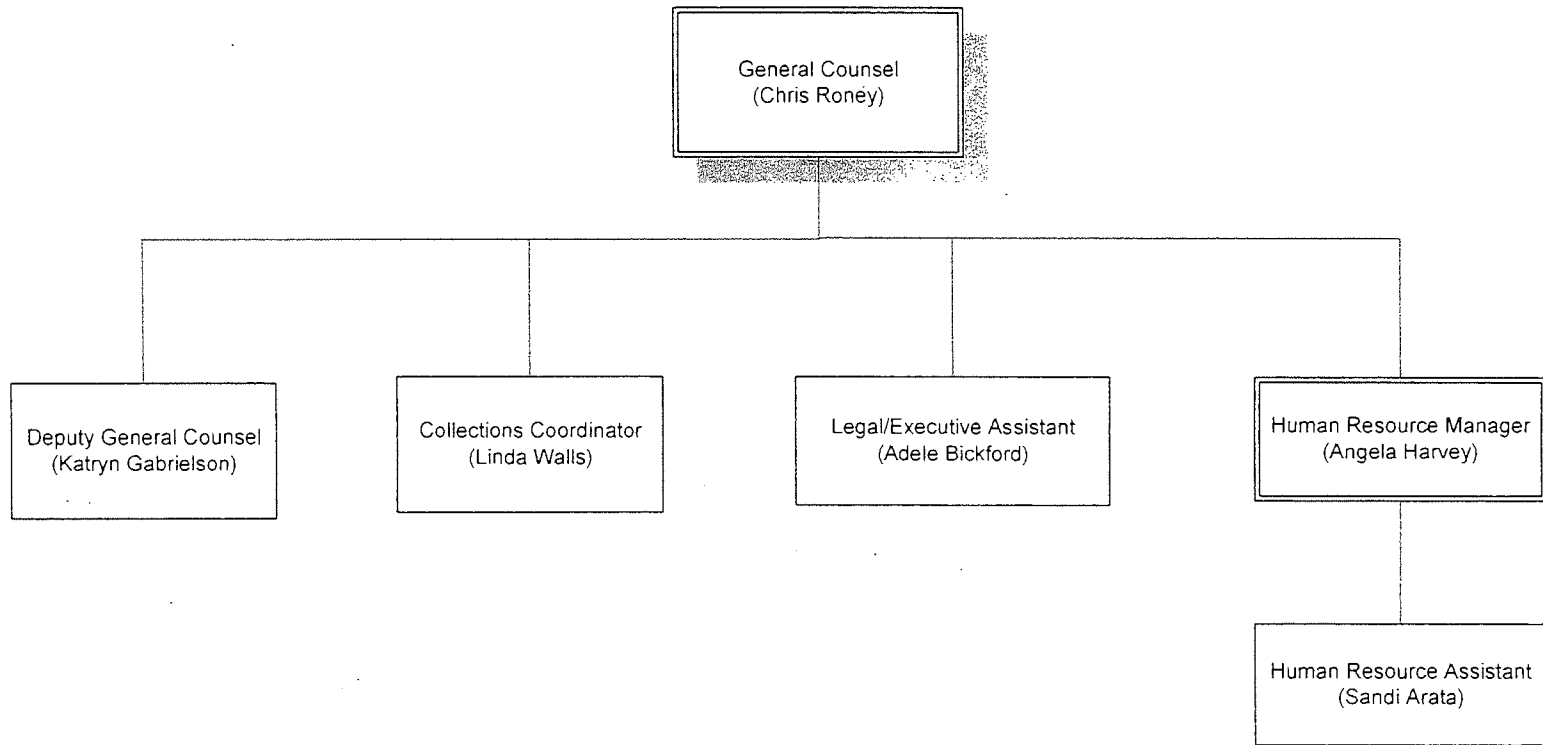 General Counsel
(Chris Roney)
Deputy General Counsel
(Katryn Gabrielson)
Collections Coordinator
(Linda Walls)
Legal/Executive Assistant
(Adele Bickford)
Human Resource Manager
(Angela Harvey)
Human Resource Assistant
(Sandi Arata)